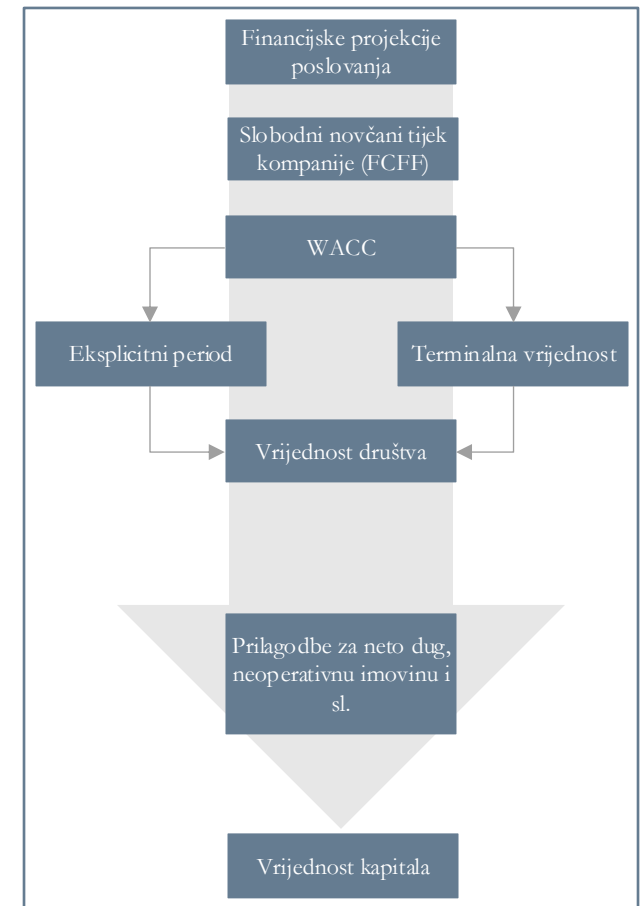 Financijske projekcije
poslovanja
Slobodni novčani tijek
kompanije (FCFF)
WACC
Eksplicitni period
Terminalna vrijednost
Vrijednost društva
Prilagodbe za neto dug,
neoperativnu imovinu i
sl.
Vrijednost kapitala